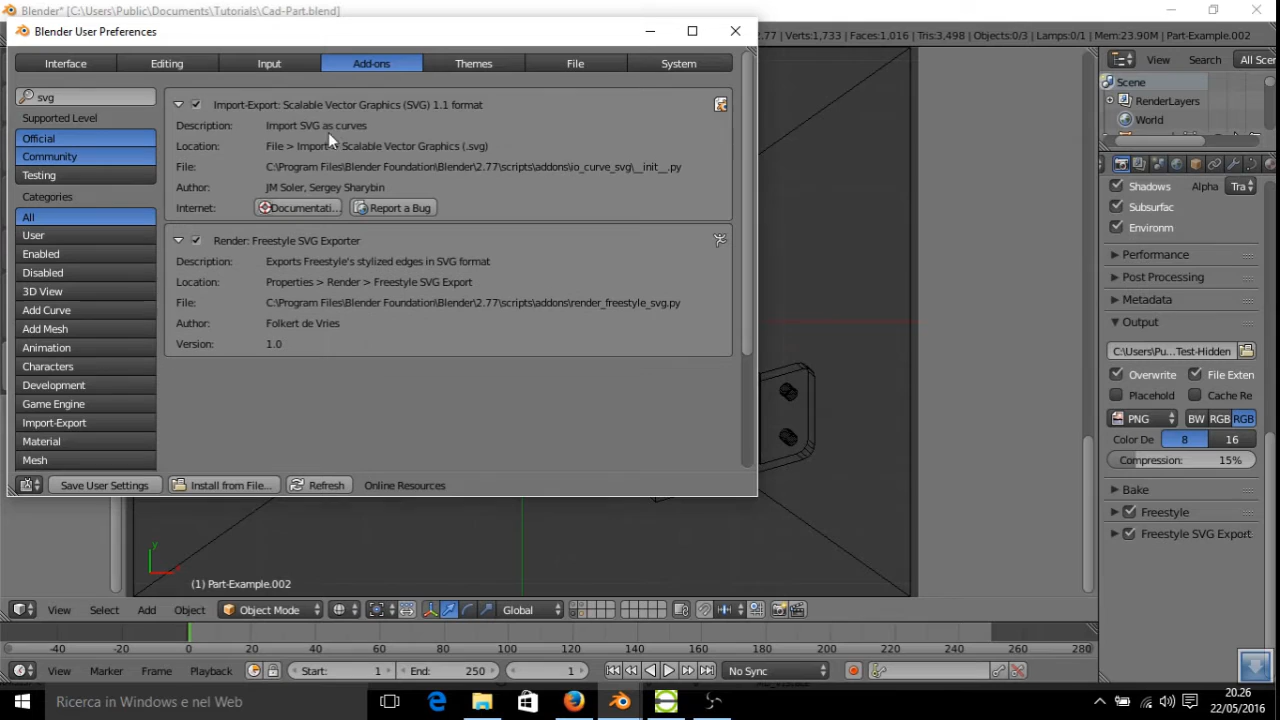 Blender* [C:\Users\Public\Documents\Tutorials\Cad-Part.blend]
Blender User Preferences
2.77 | Verts:1,733 | Faces:1,016 | Tris:3,498 | Objects:0/3 | Lamps:0/1 | Mem:23.90M | Part-Example.002
View Search All Scen
Interface Editing Input Add-ons Themes File System
Scene
RenderLayers
World
svg
Supported Level
Official
Community
Testing
Categories
All
User
Enabled
Disabled
3D View
Add Curve
Add Mesh
Animation
Characters
Development
Game Engine
Import-Export
Material
Mesh
Import-Export: Scalable Vector Graphics (SVG) 1.1 format
Description: Import SVG as curves
Location: File > Import > Scalable Vector Graphics (.svg)
File: C:\Program Files\Blender Foundation\Blender\2.77\scripts\addons\io_curve_svg\__init__.py
Author: JM Soler, Sergey Sharybin
Internet: Documentati... Report a Bug
Render: Freestyle SVG Exporter
Description: Exports Freestyle's stylized edges in SVG format
Location: Properties > Render > Freestyle SVG Export
File: C:\Program Files\Blender Foundation\Blender\2.77\scripts\addons\render_freestyle_svg.py
Author: Folkert de Vries
Version: 1.0
Save User Settings Install from File... Refresh Online Resources
Shadows Alpha Tra
Subsurfac
Environm
Performance
Post Processing
Metadata
Output
C:\Users\Pu...Test-Hidden
Overwrite File Exten
Placehold Cache Re
PNG BW RGB RGB
Color De 8 16
Compression: 15%
Bake
Freestyle
Freestyle SVG Export
y
(1) Part-Example.002
View Select Add Object Object Mode Global
-40 -20 0 20 40 60 80 100 120 140 160 180 200 220 240 260 280
View Marker Frame Playback Start: 1 End: 250 1 No Sync
Ricerca in Windows e nel Web
20.26
22/05/2016